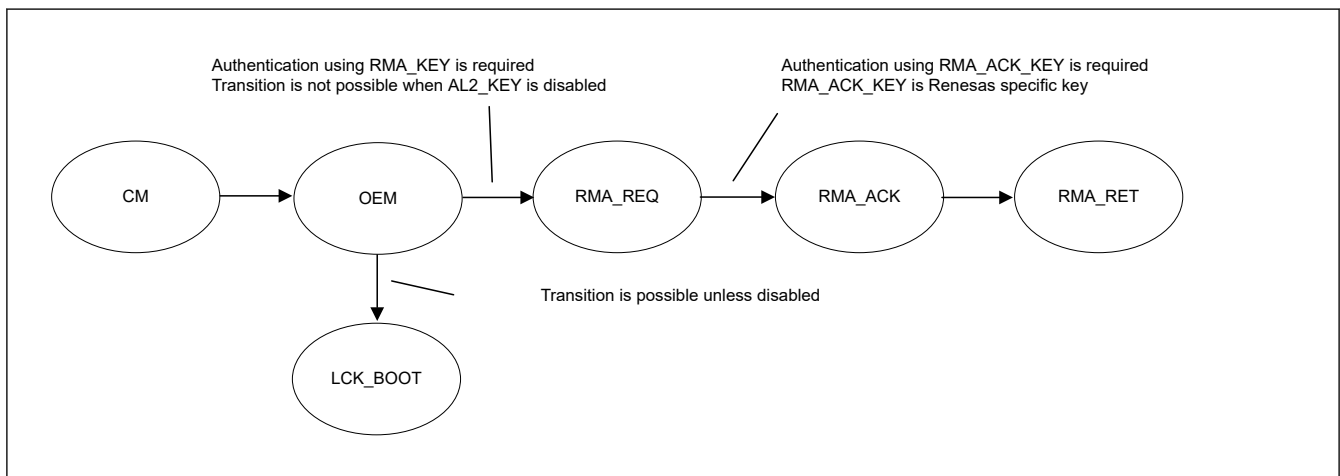 Authentication using RMA_KEY is required
Transition is not possible when AL2_KEY is disabled
Authentication using RMA_ACK_KEY is required
RMA_ACK_KEY is Renesas specific key
CM
OEM
RMA_REQ
RMA_ACK
RMA_RET
Transition is possible unless disabled
LCK_BOOT